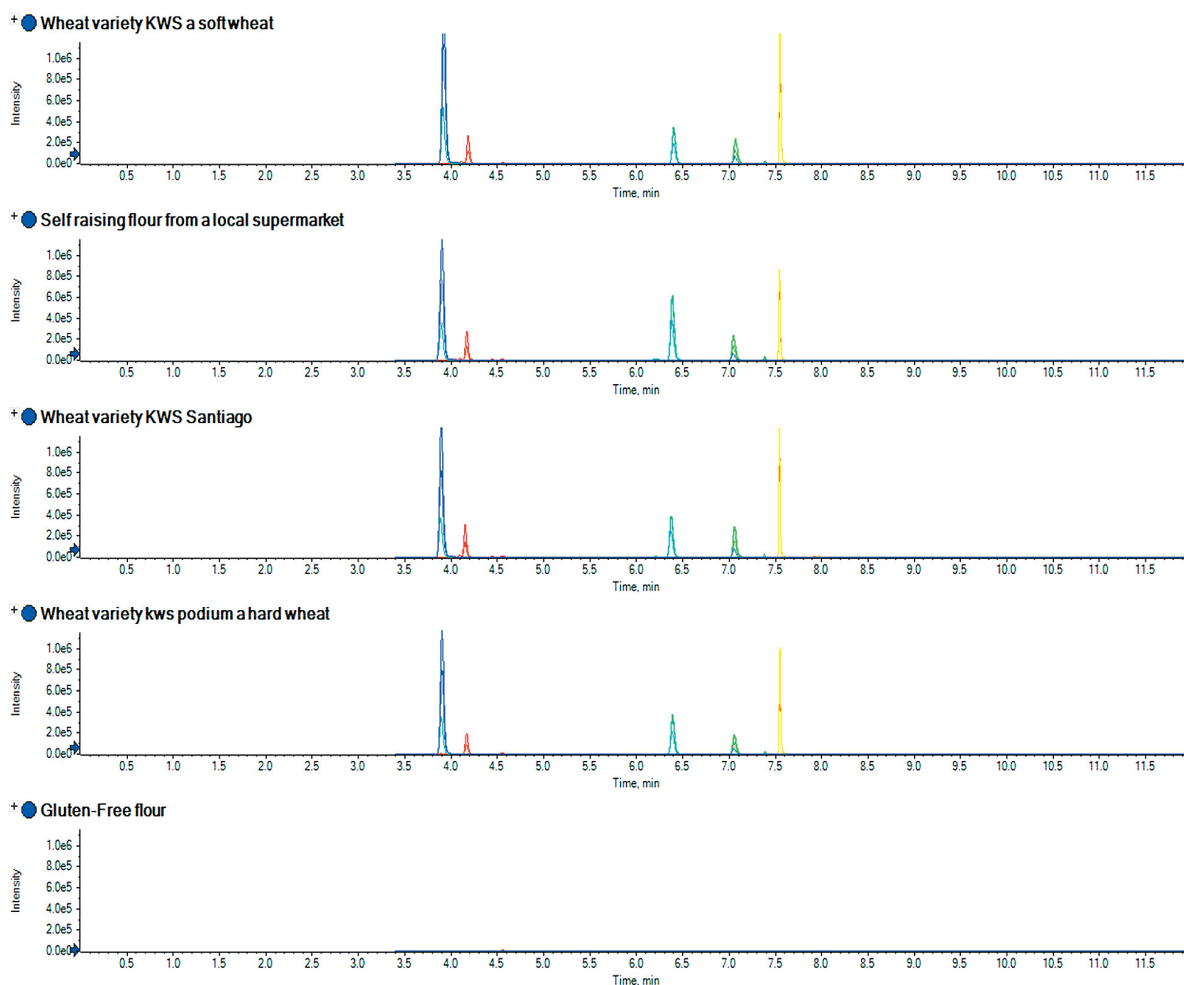 + Wheat variety KWS a soft wheat
1.0e6
8.0e5
6.0e5
4.0e5
2.0e5
0.0e0
Intensity
0.5 1.0 1.5 2.0 2.5 3.0 3.5 4.0 4.5 5.0 5.5 6.0 6.5 7.0 7.5 8.0 8.5 9.0 9.5 10.0 10.5 11.0 11.5
Time, min
+ Self raising flour from a local supermarket
1.0e6
8.0e5
6.0e5
4.0e5
2.0e5
0.0e0
Intensity
0.5 1.0 1.5 2.0 2.5 3.0 3.5 4.0 4.5 5.0 5.5 6.0 6.5 7.0 7.5 8.0 8.5 9.0 9.5 10.0 10.5 11.0 11.5
Time, min
+ Wheat variety KWS Santiago
1.0e6
8.0e5
6.0e5
4.0e5
2.0e5
0.0e0
Intensity
0.5 1.0 1.5 2.0 2.5 3.0 3.5 4.0 4.5 5.0 5.5 6.0 6.5 7.0 7.5 8.0 8.5 9.0 9.5 10.0 10.5 11.0 11.5
Time, min
+ Wheat variety kws podium a hard wheat
1.0e6
8.0e5
6.0e5
4.0e5
2.0e5
0.0e0
Intensity
0.5 1.0 1.5 2.0 2.5 3.0 3.5 4.0 4.5 5.0 5.5 6.0 6.5 7.0 7.5 8.0 8.5 9.0 9.5 10.0 10.5 11.0 11.5
Time, min
+ Gluten-Free flour
1.0e6
8.0e5
6.0e5
4.0e5
2.0e5
0.0e0
Intensity
0.5 1.0 1.5 2.0 2.5 3.0 3.5 4.0 4.5 5.0 5.5 6.0 6.5 7.0 7.5 8.0 8.5 9.0 9.5 10.0 10.5 11.0 11.5
Time, min